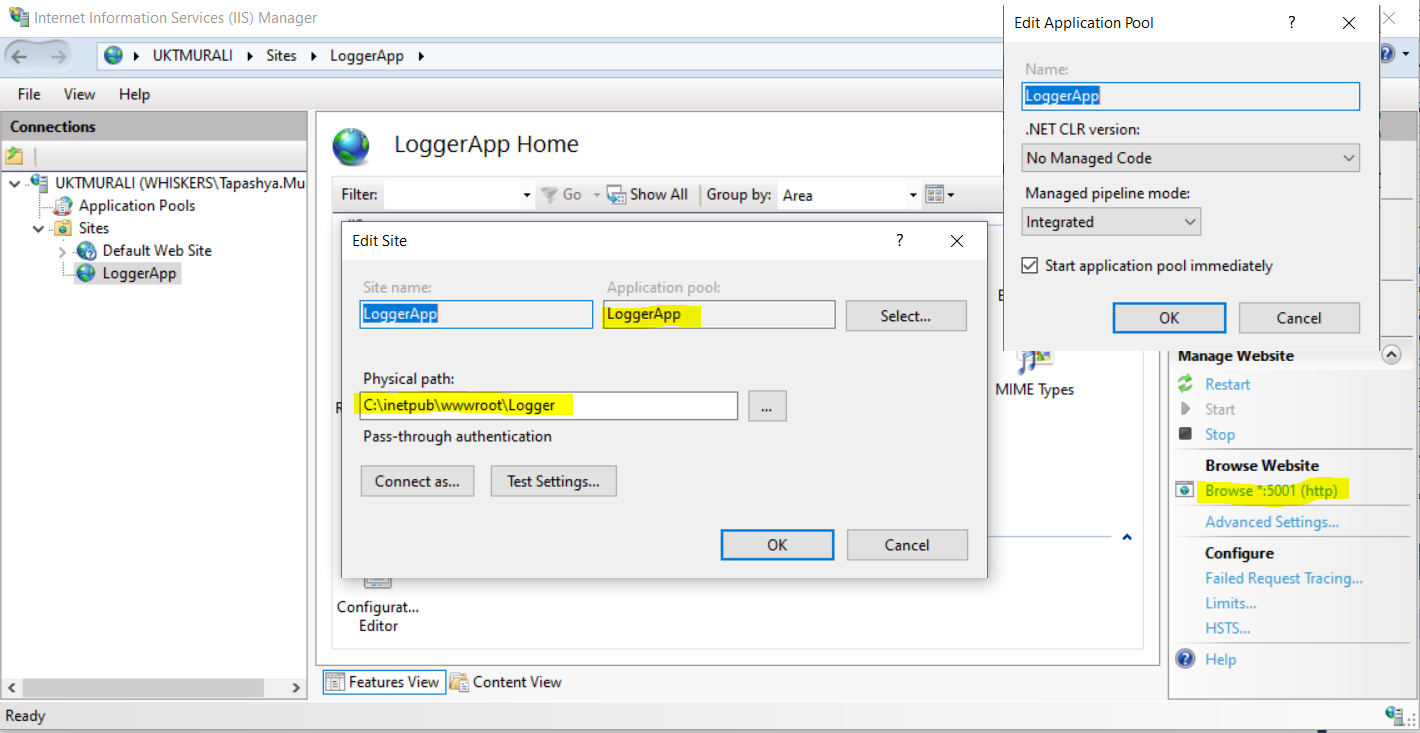 Internet Information Services (IIS) Manager
UKTMURALI Sites LoggerApp
File View Help
Connections
UKTMURALI (WHISKERS\Tapashya.Mu
Application Pools
Sites
Default Web Site
LoggerApp
LoggerApp Home
Filter: Go Show All Group by: Area
Edit Site
?
Site name:
LoggerApp
Application pool:
LoggerApp
Select...
Physical path:
C:\inetpub\wwwroot\Logger
...
Pass-through authentication
Connect as...
Test Settings...
OK
Cancel
Configurat...
Editor
MIME Types
Features View
Content View
Edit Application Pool
?
Name:
LoggerApp
.NET CLR version:
No Managed Code
Managed pipeline mode:
Integrated
Start application pool immediately
OK
Cancel
Manage Website
Restart
Start
Stop
Browse Website
Browse *:5001 (http)
Advanced Settings...
Configure
Failed Request Tracing...
Limits...
HSTS...
Help
Ready